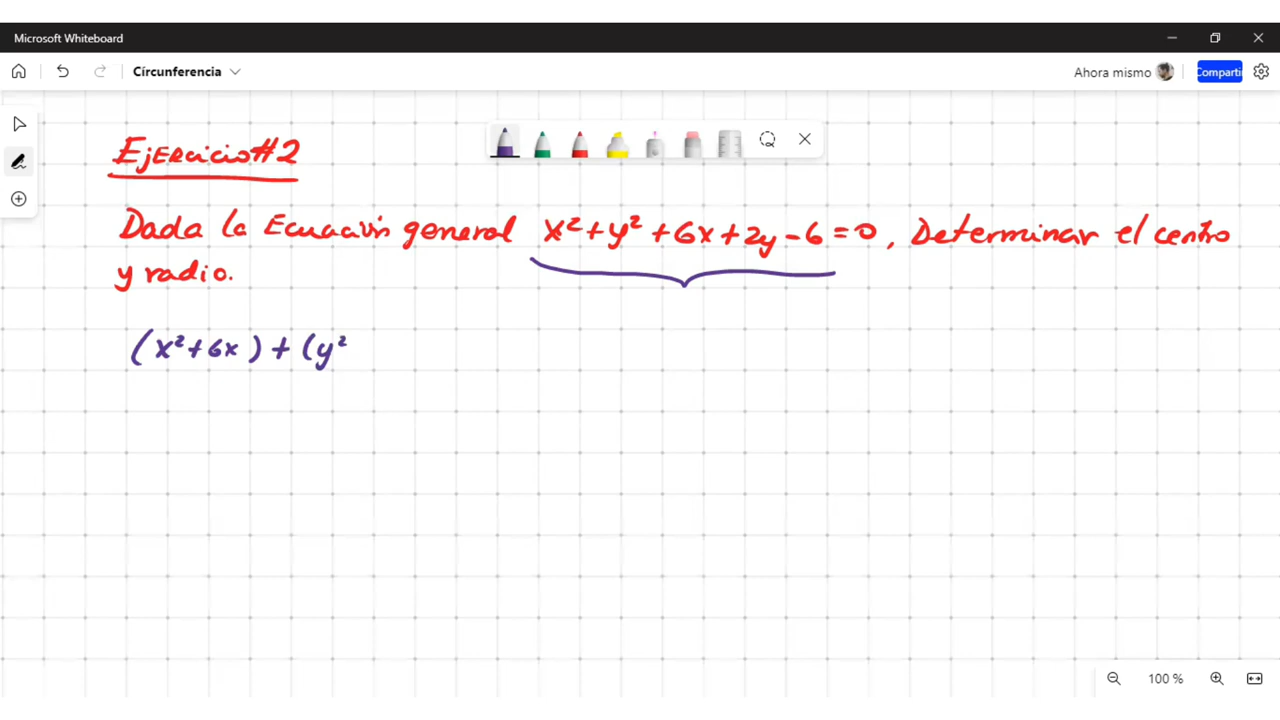 Microsoft Whiteboard
Círcunferencia
Ahora mismo
Comparti
EjERcicio#2
Dada la Ecuación general x²+y²+6x+2y-6=0, Determinar el centro
y radio.
(x²+6x)+(y²
100 %